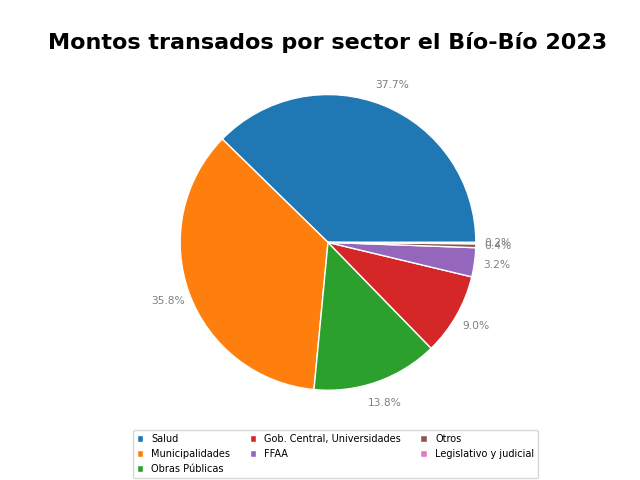 Montos transados por sector el Bío-Bío 2023
37.7%
0.2%
0.4%
3.2%
35.8%
9.0%
13.8%
Salud
Municipalidades
Obras Públicas
Gob. Central, Universidades
FFAA
Otros
Legislativo y judicial